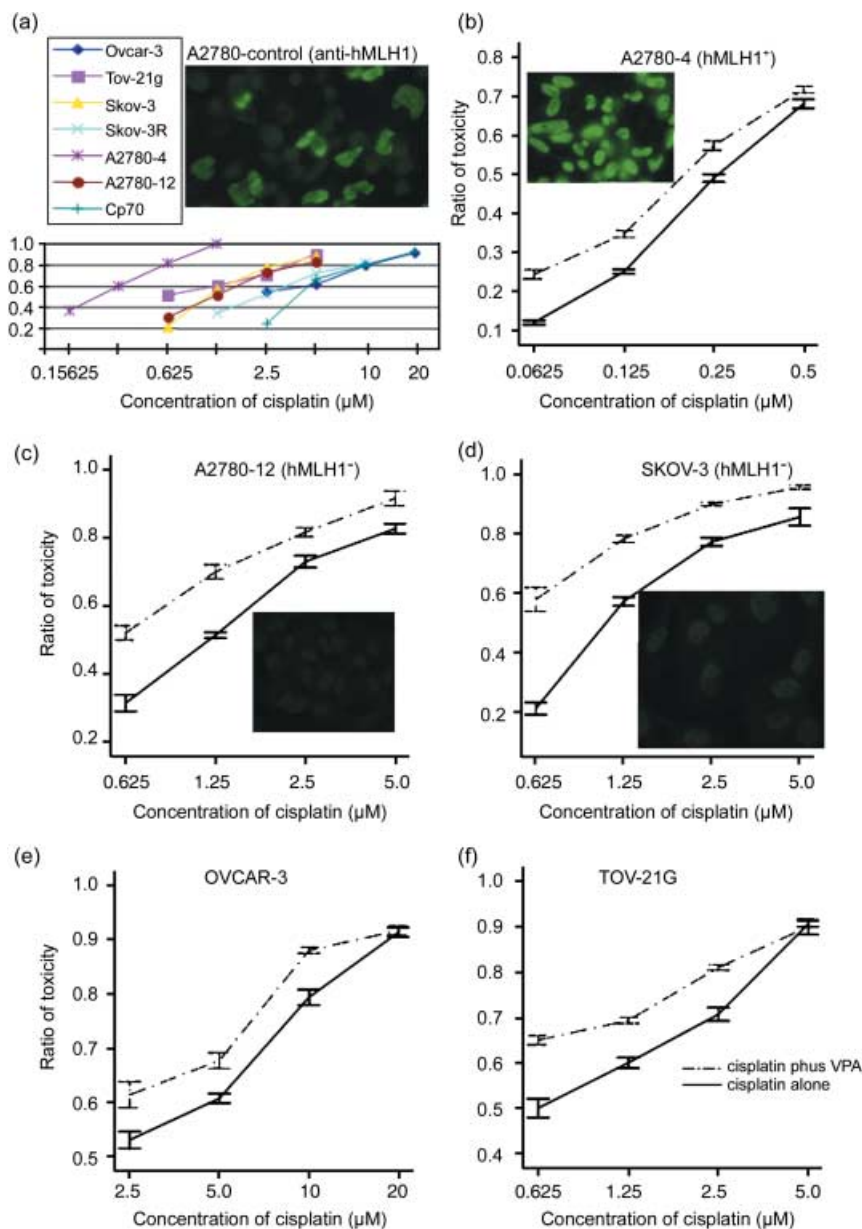 (a)
Ovcar-3
Tov-21g
Skov-3
Skov-3R
A2780-4
A2780-12
Cp70
A2780-control (anti-hMLH1)
1.0
0.8
0.6
0.4
0.2
0.15625 0.625 2.5 10 20
Concentration of cisplatin (µM)
(b)
A2780-4 (hMLH1⁺)
Ratio of toxicity
0.8
0.7
0.6
0.5
0.4
0.3
0.2
0.1
0.0625 0.125 0.25 0.5
Concentration of cisplatin (µM)
(c)
A2780-12 (hMLH1⁻)
Ratio of toxicity
1.0
0.8
0.6
0.4
0.2
0.625 1.25 2.5 5.0
Concentration of cisplatin (µM)
(d)
SKOV-3 (hMLH1⁻)
1.0
0.8
0.6
0.4
0.2
0.625 1.25 2.5 5.0
Concentration of cisplatin (µM)
(e)
OVCAR-3
Ratio of toxicity
1.0
0.9
0.8
0.7
0.6
0.5
2.5 5.0 10 20
Concentration of cisplatin (µM)
(f)
TOV-21G
1.0
0.9
0.8
0.7
0.6
0.5
0.4
cisplatin phus VPA
cisplatin alone
0.625 1.25 2.5 5.0
Concentration of cisplatin (µM)